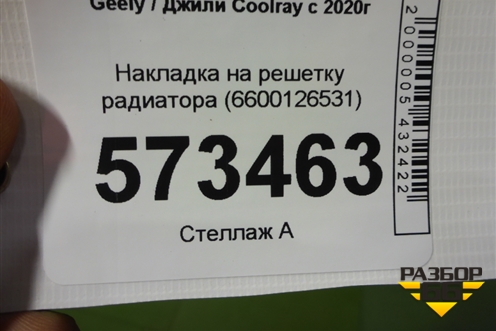 Geely / Джили Coolray с 2020г
Накладка на решетку
радиатора (6600126531)
573463
Стеллаж А
2000005432422
РАЗБОР